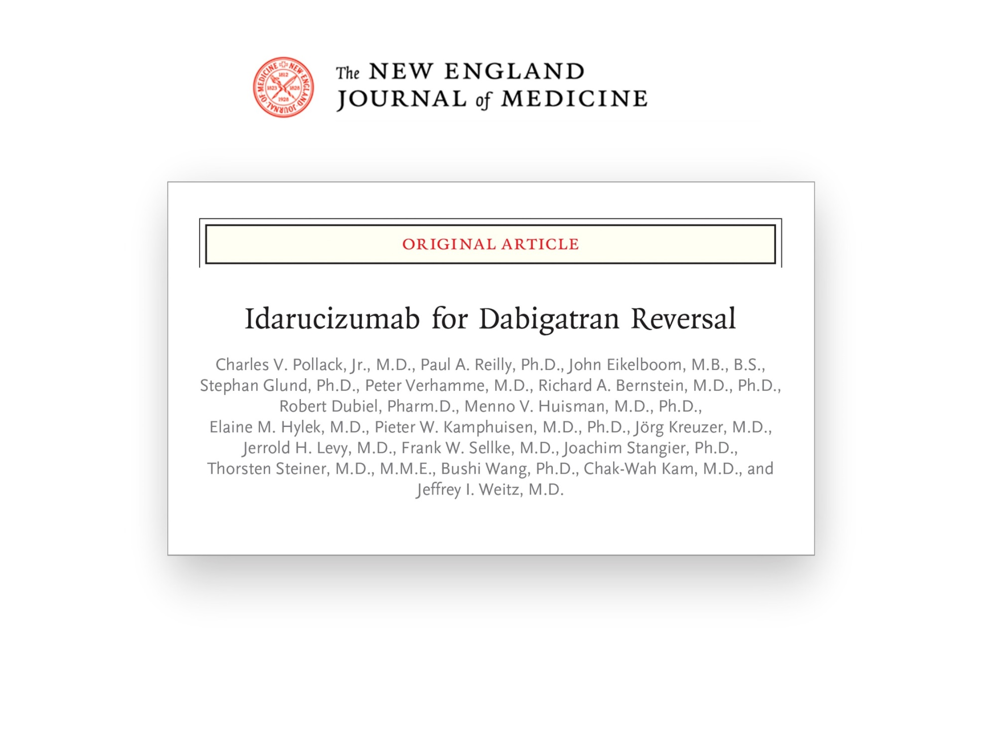 MEDICINE NEW ENGLAND JOURNAL OF
1812
1823 1828
1928
The NEW ENGLAND
JOURNAL of MEDICINE
ORIGINAL ARTICLE
Idarucizumab for Dabigatran Reversal
Charles V. Pollack, Jr., M.D., Paul A. Reilly, Ph.D., John Eikelboom, M.B., B.S.,
Stephan Glund, Ph.D., Peter Verhamme, M.D., Richard A. Bernstein, M.D., Ph.D.,
Robert Dubiel, Pharm.D., Menno V. Huisman, M.D., Ph.D.,
Elaine M. Hylek, M.D., Pieter W. Kamphuisen, M.D., Ph.D., Jörg Kreuzer, M.D.,
Jerrold H. Levy, M.D., Frank W. Sellke, M.D., Joachim Stangier, Ph.D.,
Thorsten Steiner, M.D., M.M.E., Bushi Wang, Ph.D., Chak-Wah Kam, M.D., and
Jeffrey I. Weitz, M.D.